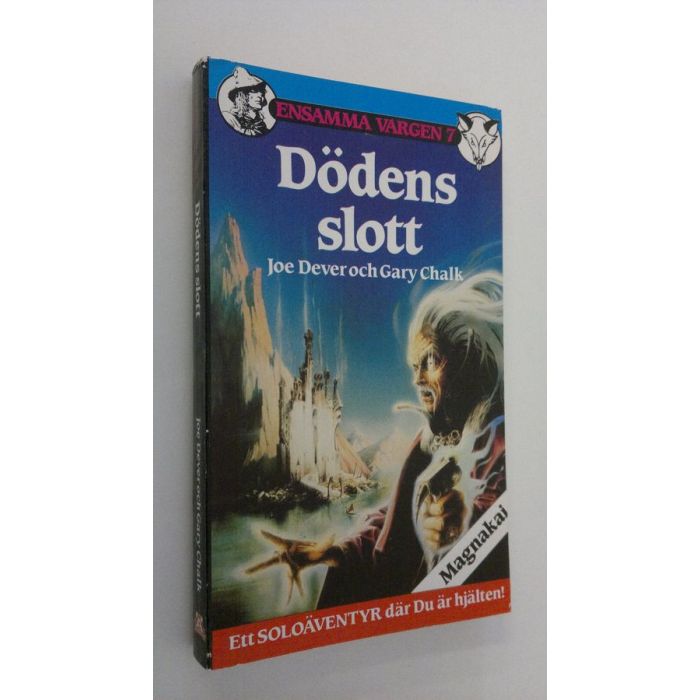 ENSAMMA VARGEN 7
Dödens
slott
Joe Dever och Gary Chalk
Magnakai
Ett SOLOÄVENTYR där Du är hjälten!
Dödens slott
Joe Dever och Gary Chalk